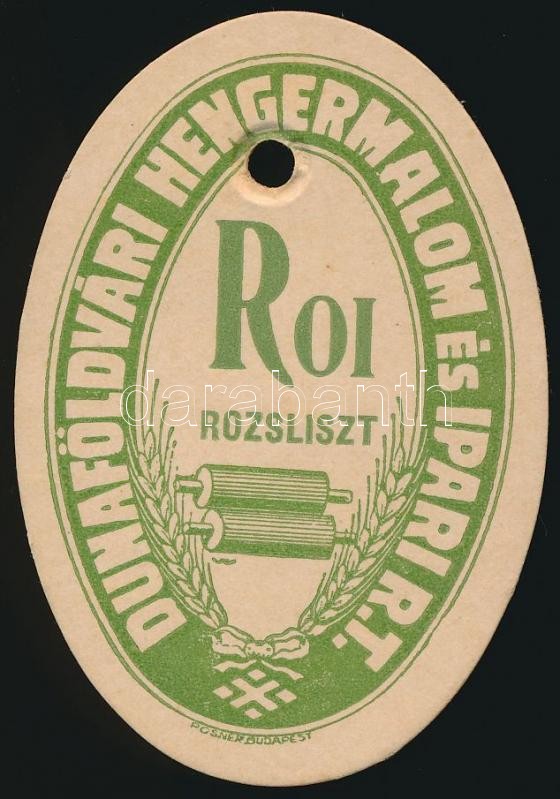 DUNAFÖLDVÁRI HENGERMALOM ÉS IPARI R.T.
ROI
ROZSLISZT
darabanth
POSNER BUDAPEST